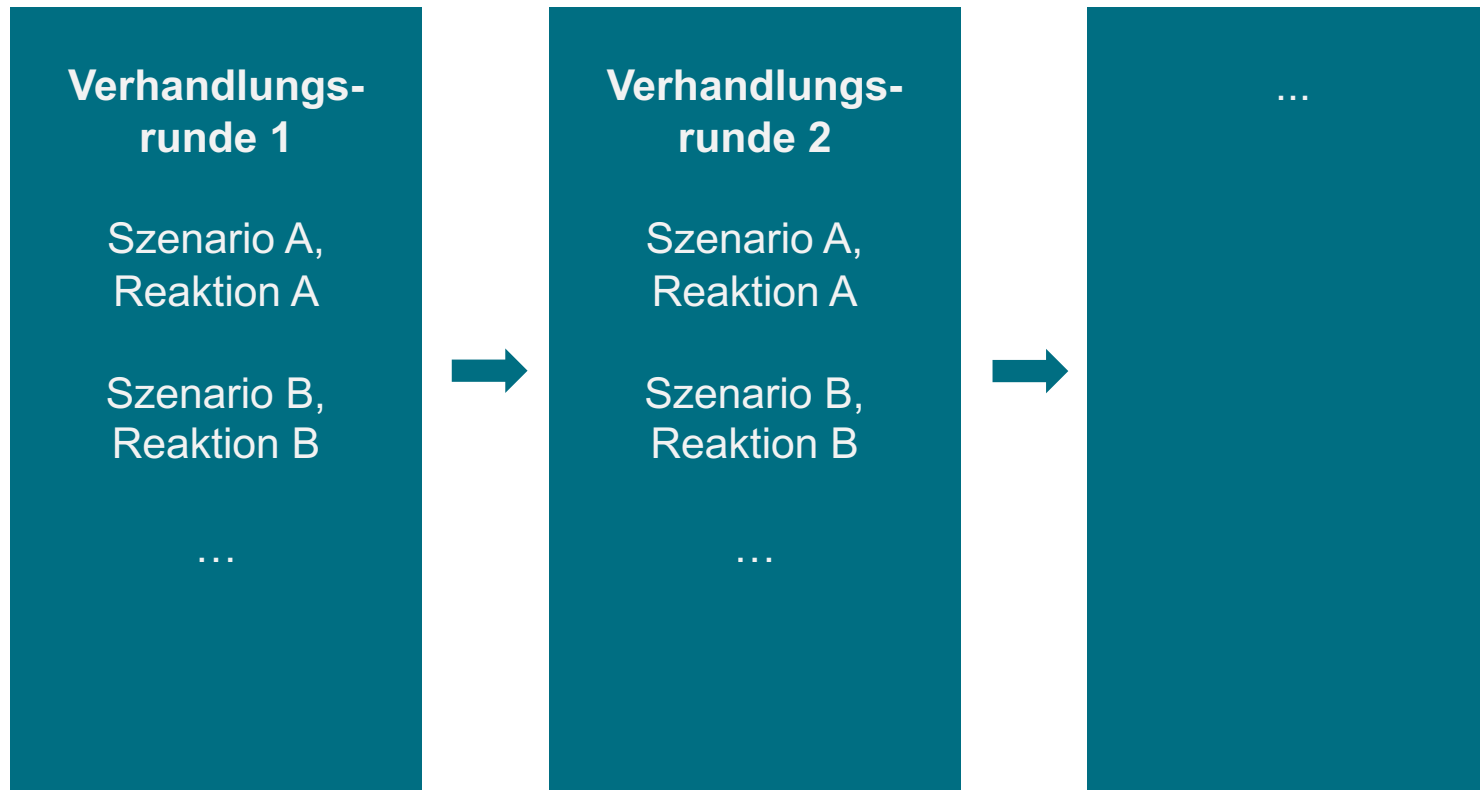 Verhandlungs-
runde 1
Szenario A,
Reaktion A
Szenario B,
Reaktion B
…
Verhandlungs-
runde 2
Szenario A,
Reaktion A
Szenario B,
Reaktion B
…
...